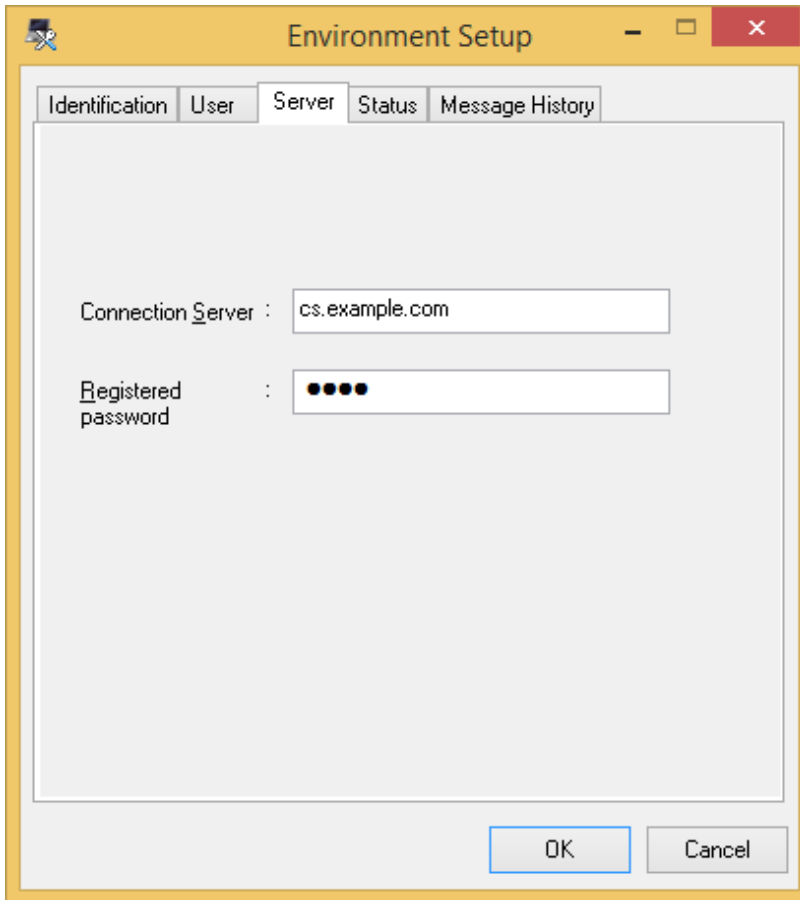 Environment Setup
Identification User Server Status Message History
Connection Server : cs.example.com
Registered : ●●●●
password
OK Cancel